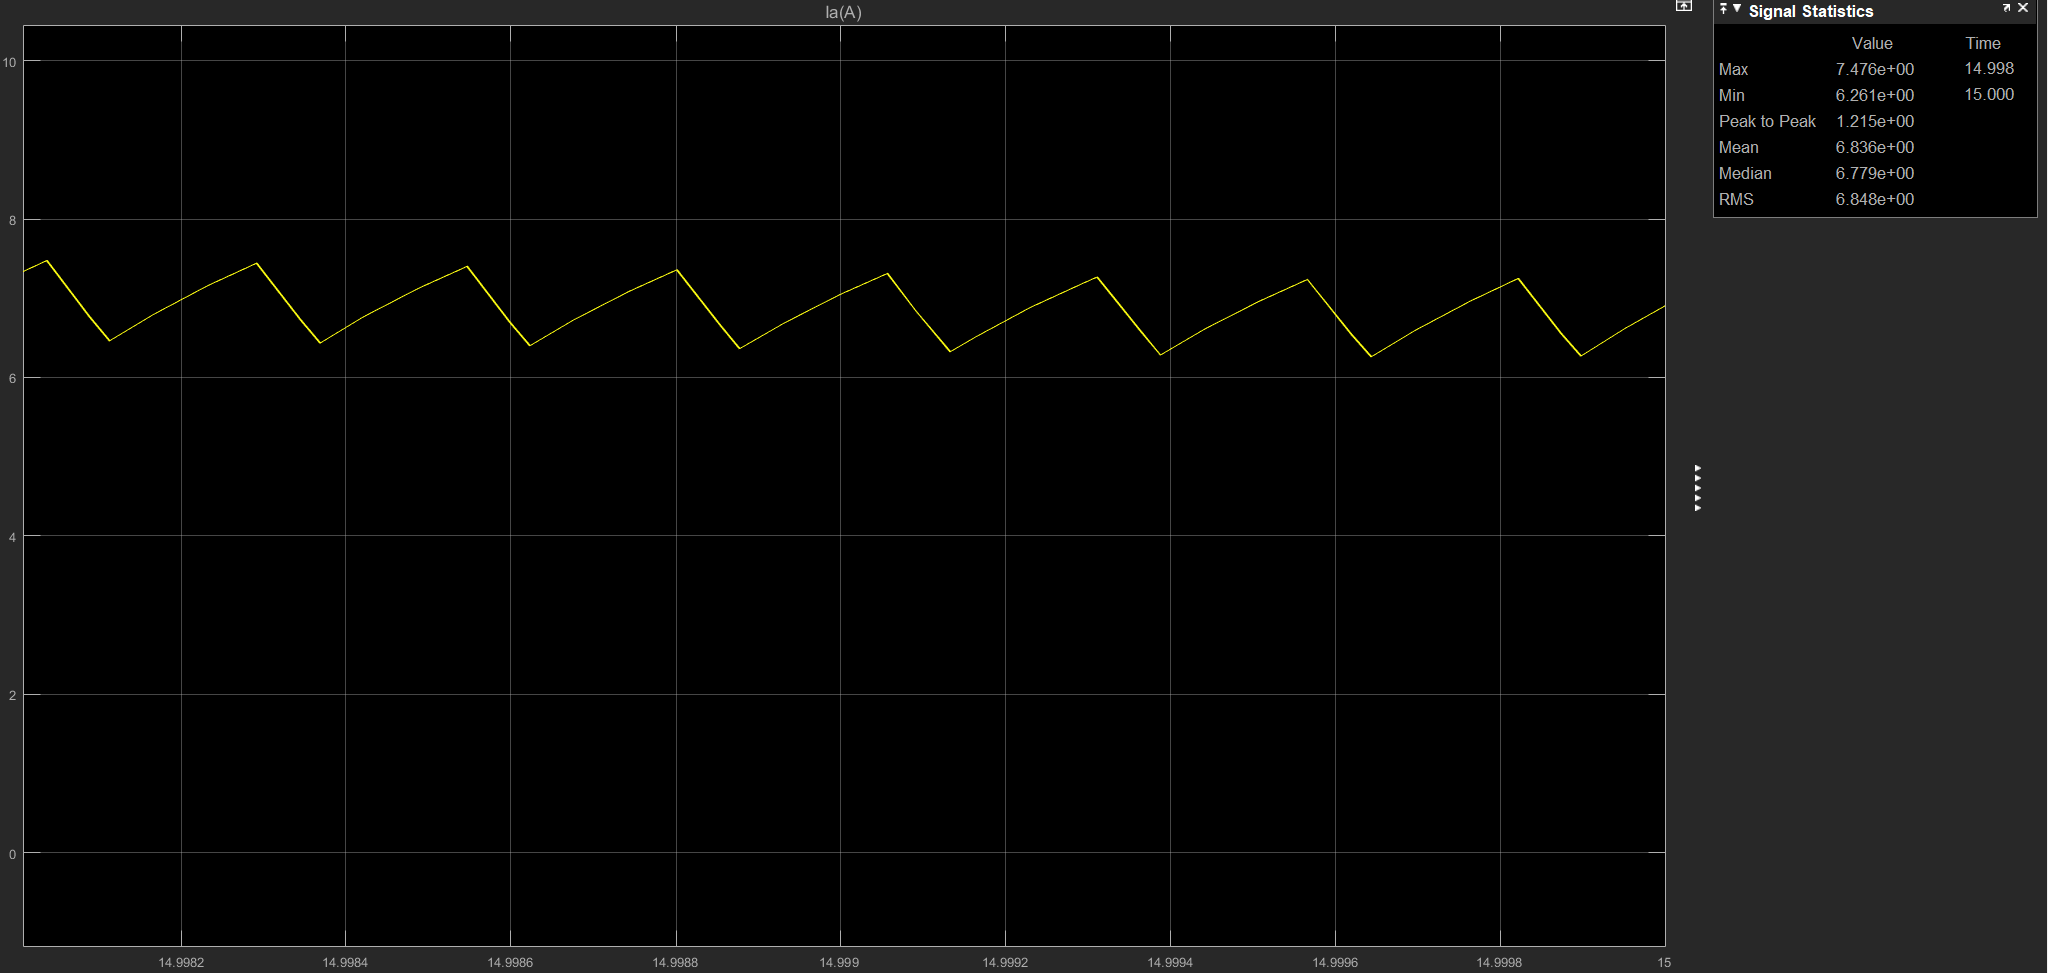 Ia(A)
10
8
6
4
2
0
14.9982 14.9984 14.9986 14.9988 14.999 14.9992 14.9994 14.9996 14.9998 15
Signal Statistics
Value Time
Max 7.476e+00 14.998
Min 6.261e+00 15.000
Peak to Peak 1.215e+00
Mean 6.836e+00
Median 6.779e+00
RMS 6.848e+00